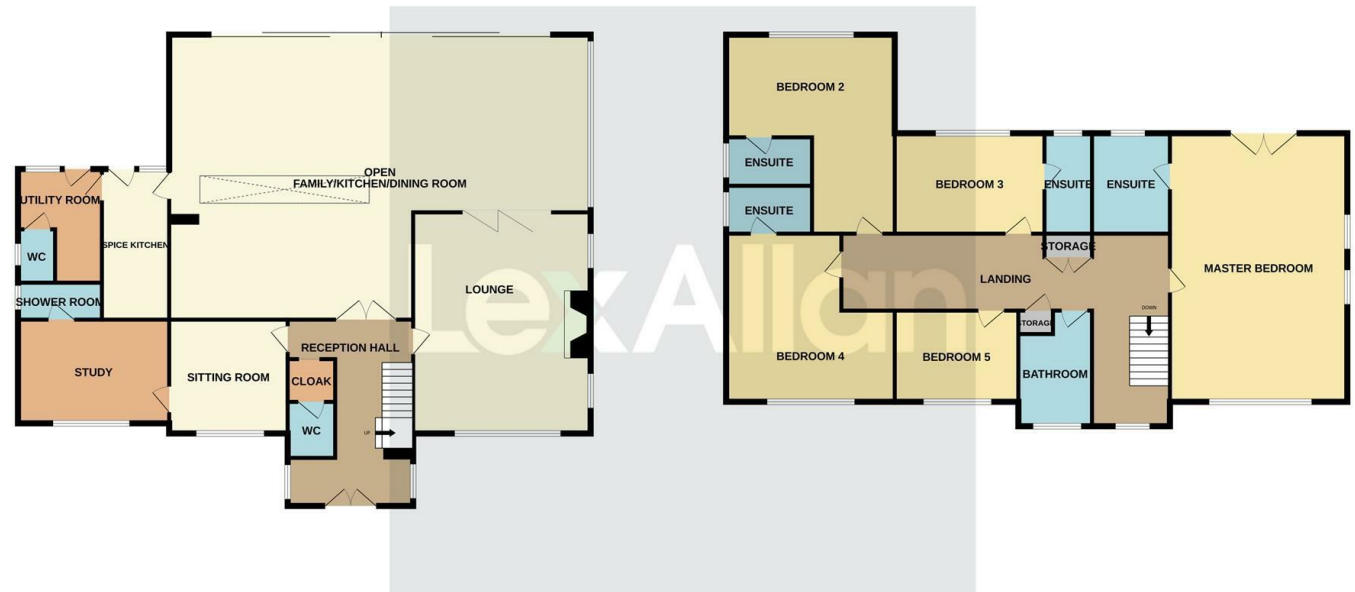 OPEN
FAMILY/KITCHEN/DINING ROOM
UTILITY ROOM
SPICE KITCHEN
WC
SHOWER ROOM
STUDY
SITTING ROOM
RECEPTION HALL
CLOAK
WC
UP
LOUNGE
LexAllan
BEDROOM 2
ENSUITE
ENSUITE
BEDROOM 3
ENSUITE
ENSUITE
STORAGE
LANDING
MASTER BEDROOM
DOWN
STORAGE
BEDROOM 4
BEDROOM 5
BATHROOM